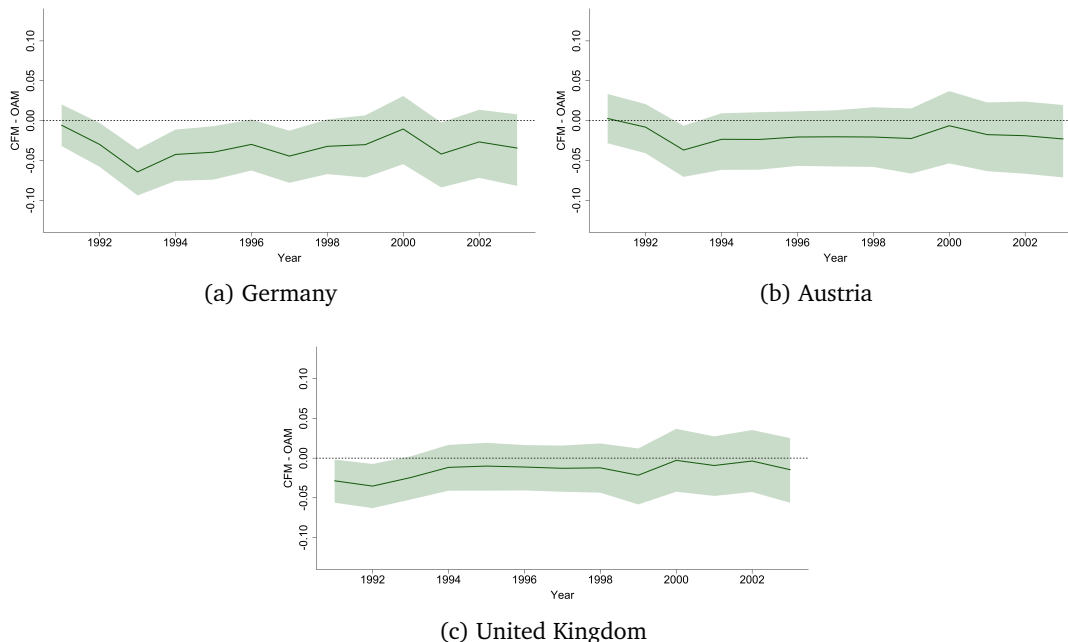 CFM - OAM
0.10
0.05
0.00
-0.05
-0.10
1992 1994 1996 1998 2000 2002
Year
(a) Germany
CFM - OAM
0.10
0.05
0.00
-0.05
-0.10
1992 1994 1996 1998 2000 2002
Year
(b) Austria
CFM - OAM
0.10
0.05
0.00
-0.05
-0.10
1992 1994 1996 1998 2000 2002
Year
(c) United Kingdom